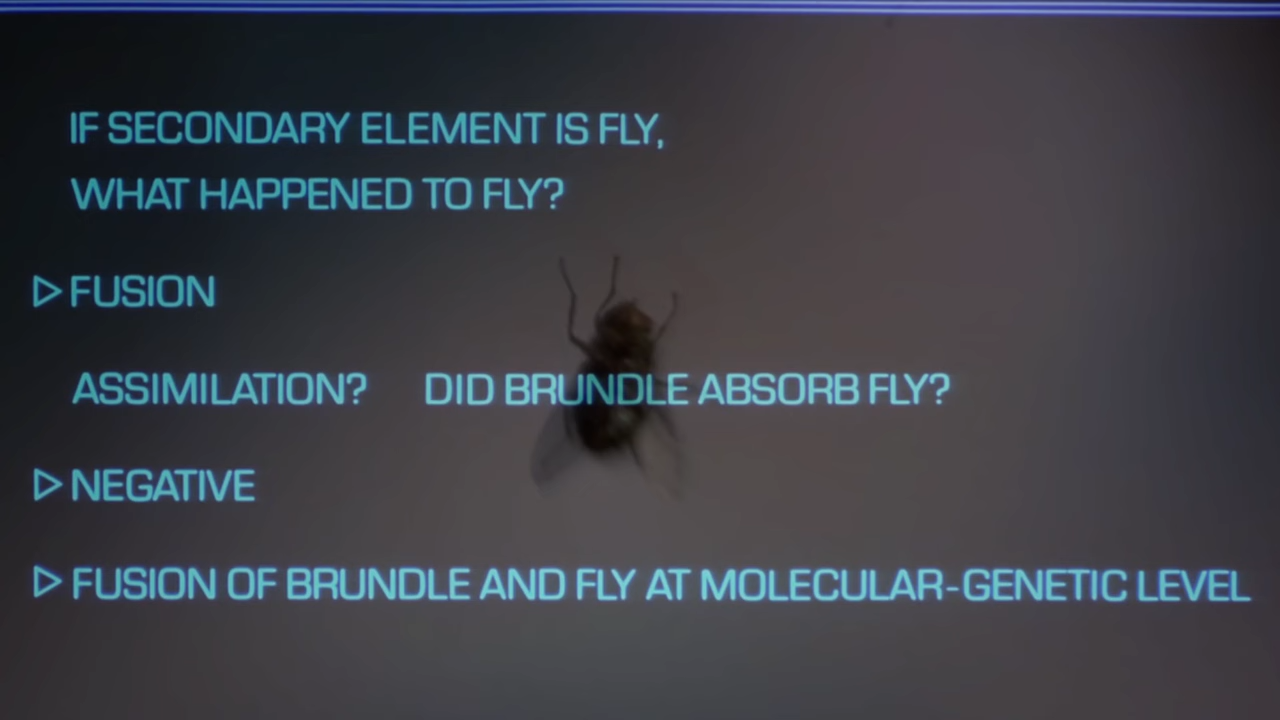 IF SECONDARY ELEMENT IS FLY,
WHAT HAPPENED TO FLY?
FUSION
ASSIMILATION? DID BRUNDLE ABSORB FLY?
NEGATIVE
FUSION OF BRUNDLE AND FLY AT MOLECULAR-GENETIC LEVEL